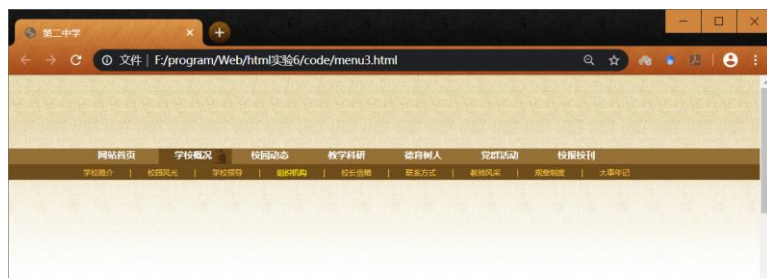 第二中学
文件 | F:/program/Web/html实验6/code/menu3.html
网站首页 学校概况 校园动态 教学科研 德育树人 党群活动 校报校刊
学校简介 | 校园风光 | 学校领导 | 组织机构 | 校长信箱 | 联系方式 | 教师风采 | 规章制度 | 大事年记